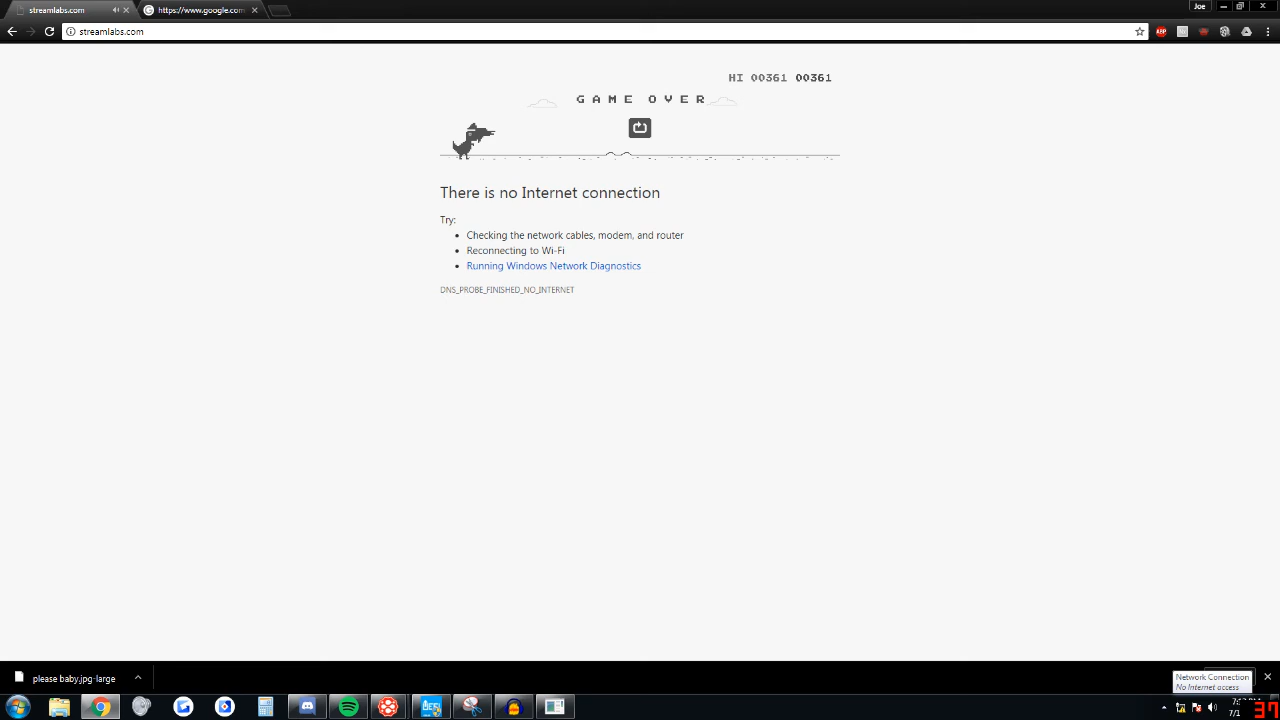 streamlabs.com
https://www.google.com
Joe
streamlabs.com
ABP
HI 00361 00361
GAME OVER
There is no Internet connection
Try:
Checking the network cables, modem, and router
Reconnecting to Wi-Fi
Running Windows Network Diagnostics
DNS_PROBE_FINISHED_NO_INTERNET
please baby.jpg-large
Network Connection
No Internet access
7/1
37